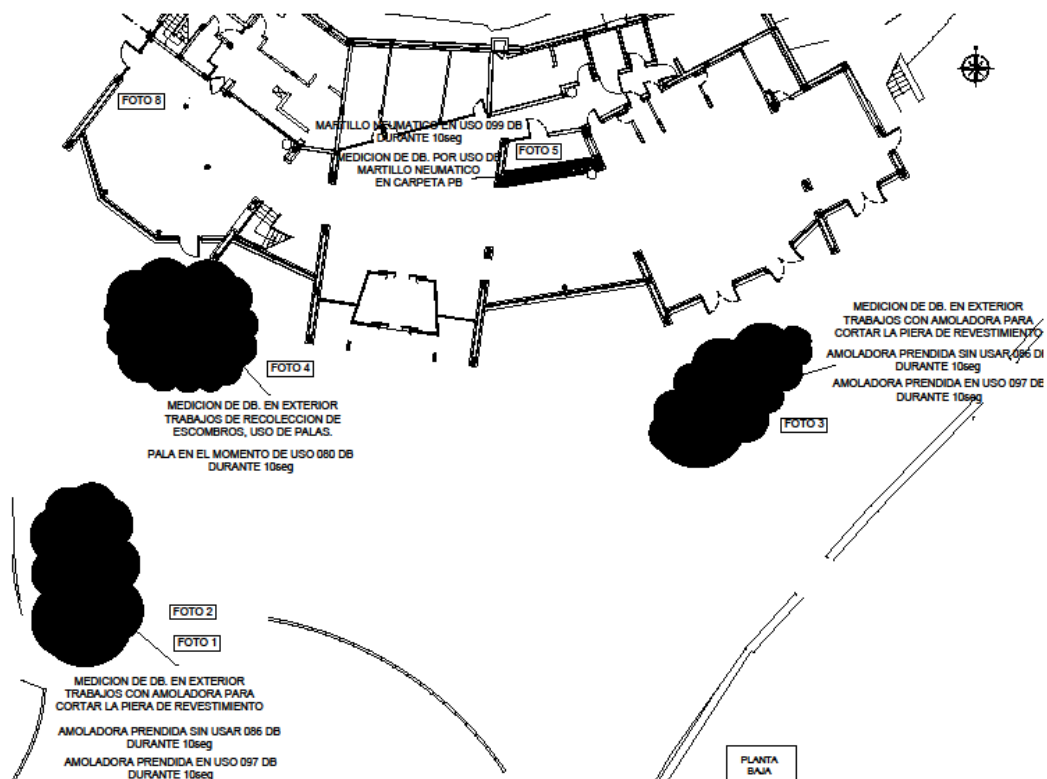 FOTO 8
MARTILLO NEUMATICO EN USO 099 DB
DURANTE 10seg
MEDICION DE DB. POR USO DE
MARTILLO NEUMATICO
EN CARPETA PB
FOTO 5
FOTO 4
MEDICION DE DB. EN EXTERIOR
TRABAJOS DE RECOLECCION DE
ESCOMBROS, USO DE PALAS.
PALA EN EL MOMENTO DE USO 080 DB
DURANTE 10seg
MEDICION DE DB. EN EXTERIOR
TRABAJOS CON AMOLADORA PARA
CORTAR LA PIERA DE REVESTIMIENTO
AMOLADORA PRENDIDA SIN USAR 086 DB
DURANTE 10seg
AMOLADORA PRENDIDA EN USO 097 DB
DURANTE 10seg
FOTO 3
FOTO 2
FOTO 1
MEDICION DE DB. EN EXTERIOR
TRABAJOS CON AMOLADORA PARA
CORTAR LA PIERA DE REVESTIMIENTO
AMOLADORA PRENDIDA SIN USAR 086 DB
DURANTE 10seg
AMOLADORA PRENDIDA EN USO 097 DB
DURANTE 10seg
PLANTA
BAJA